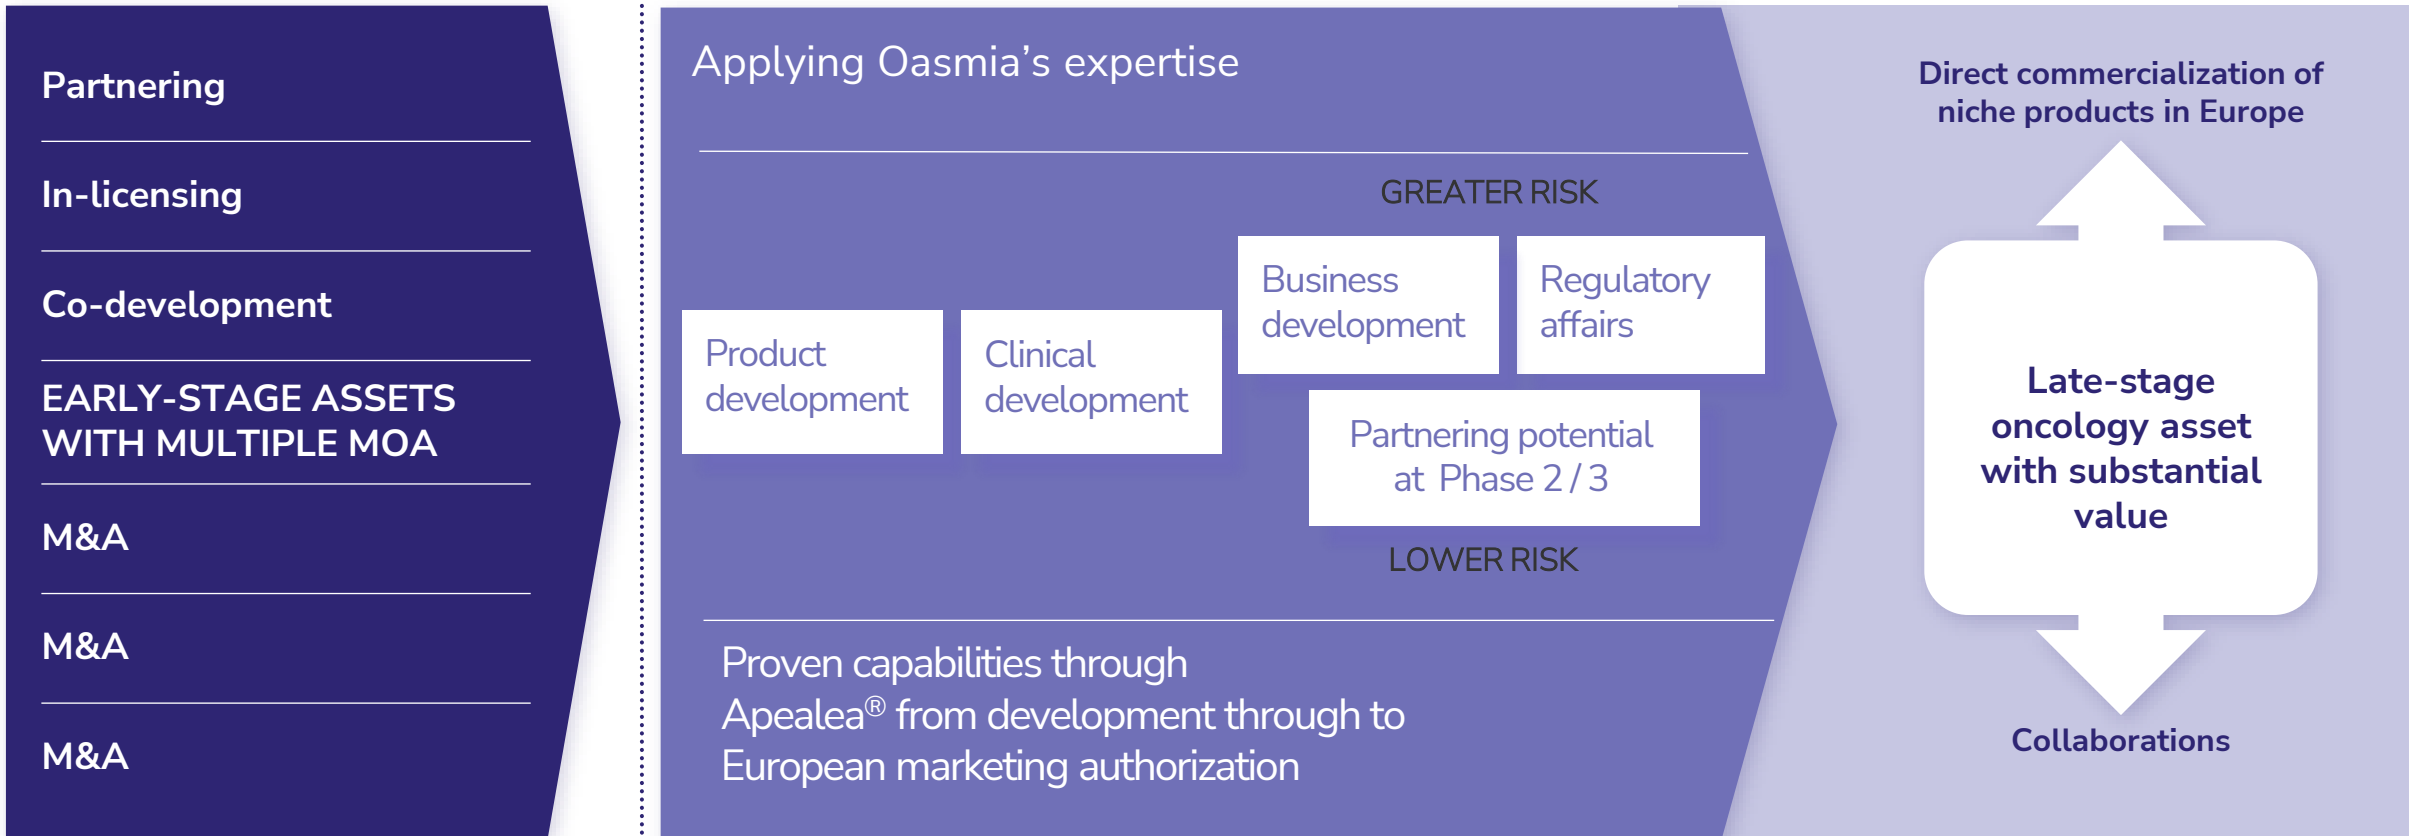 Partnering
In-licensing
Co-development
EARLY-STAGE ASSETS
WITH MULTIPLE MOA
M&A
M&A
M&A
Applying Oasmia’s expertise
GREATER RISK
Product
development
Clinical
development
Business
development
Regulatory
affairs
Partnering potential
at Phase 2 / 3
LOWER RISK
Proven capabilities through
Apealea® from development through to
European marketing authorization
Direct commercialization of
niche products in Europe
Late-stage
oncology asset
with substantial
value
Collaborations